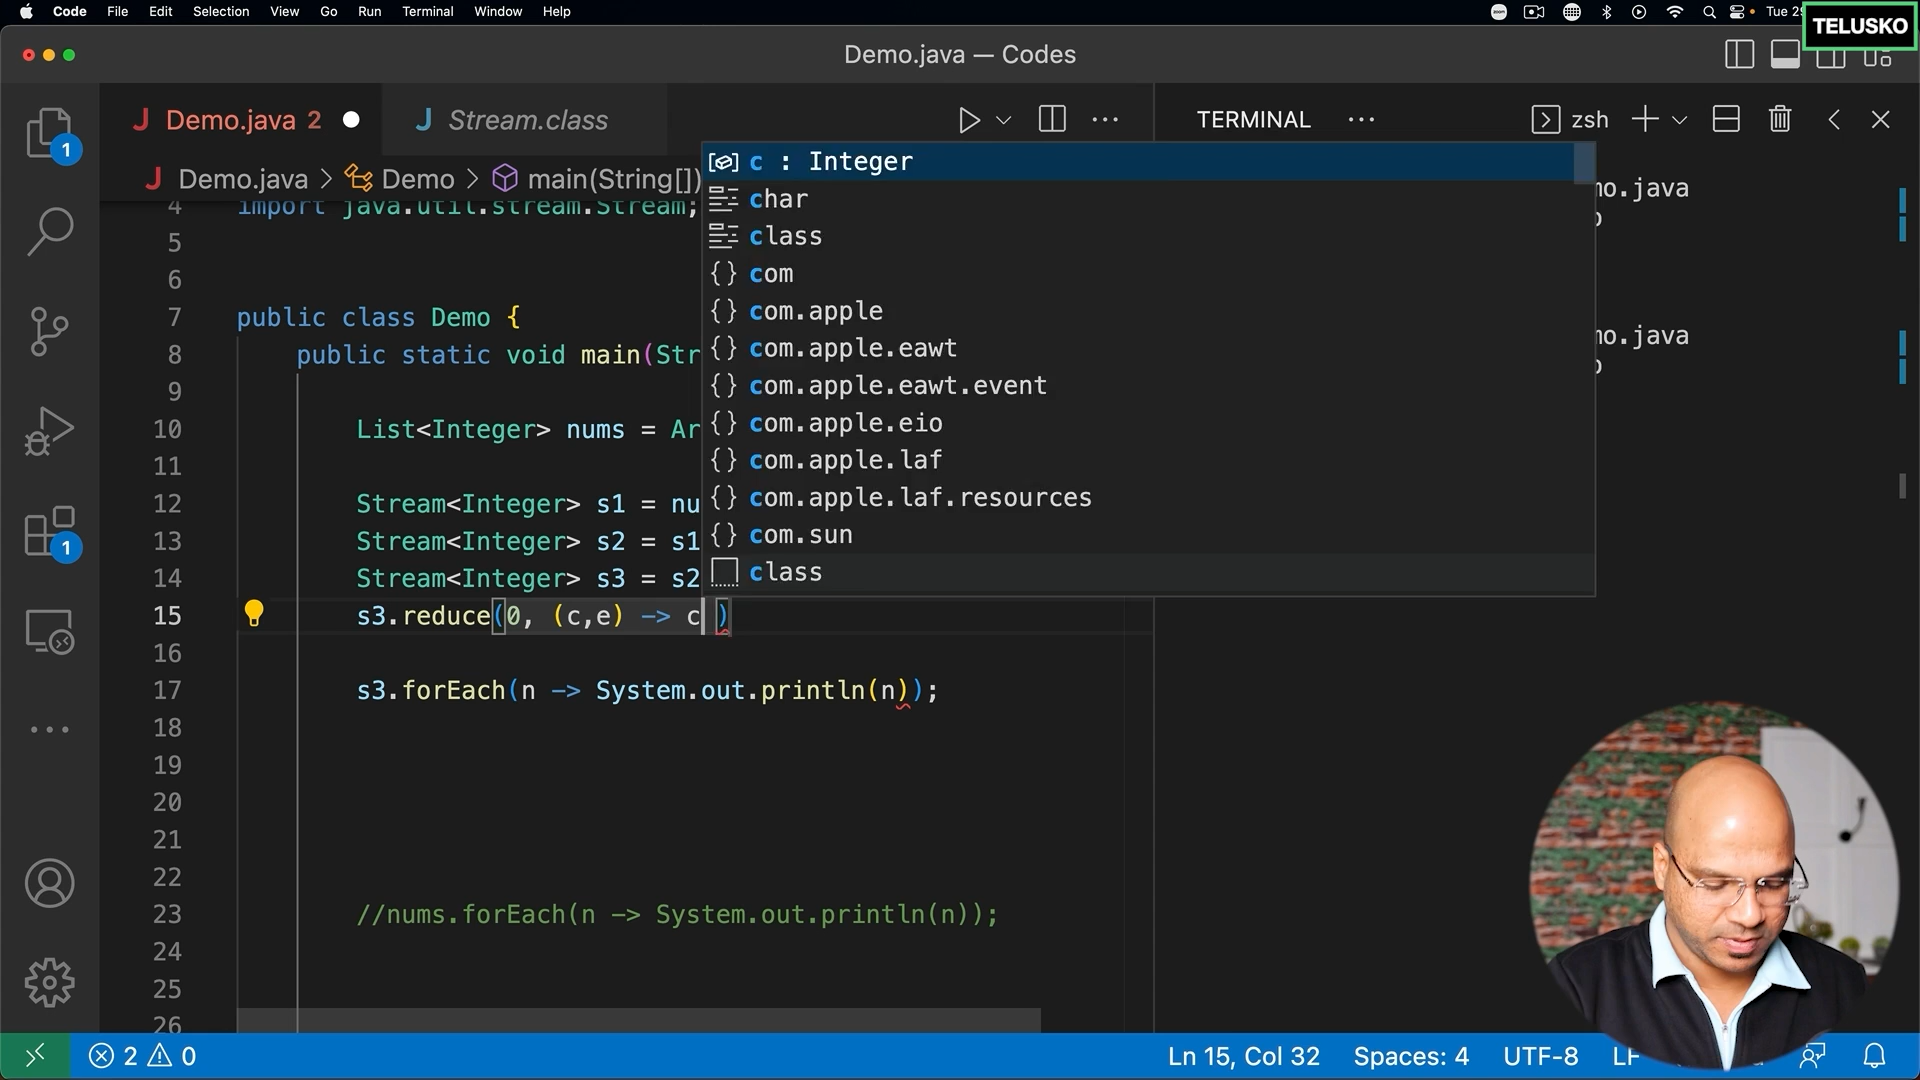 Code File Edit Selection View Go Run Terminal Window Help
TELUSKO
Demo.java — Codes
Demo.java 2
Stream.class
TERMINAL
zsh
Demo.java > Demo > main(String[])
4 import java.util.stream.Stream;
5
6
7 public class Demo {
8 public static void main(Str
9
10 List<Integer> nums = Ar
11
12 Stream<Integer> s1 = nu
13 Stream<Integer> s2 = s1
14 Stream<Integer> s3 = s2
15 s3.reduce(0, (c,e) -> c )
16
17 s3.forEach(n -> System.out.println(n));
18
19
20
21
22
23 //nums.forEach(n -> System.out.println(n));
24
25
26
c : Integer
char
class
com
com.apple
com.apple.eawt
com.apple.eawt.event
com.apple.eio
com.apple.laf
com.apple.laf.resources
com.sun
class
mo.java
mo.java
1
1
2 0
Ln 15, Col 32
Spaces: 4
UTF-8
LF